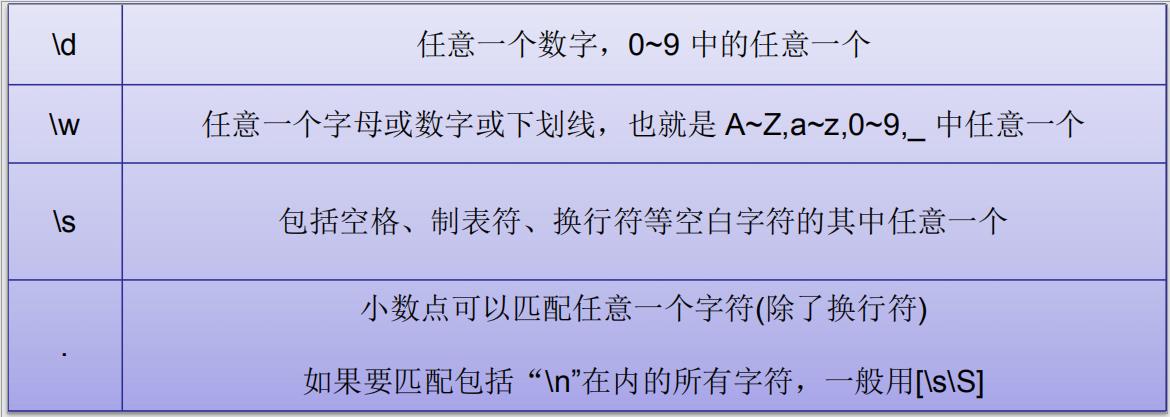 \d 任意一个数字，0~9 中的任意一个
\w 任意一个字母或数字或下划线，也就是 A~Z,a~z,0~9,_ 中任意一个
\s 包括空格、制表符、换行符等空白字符的其中任意一个
. 小数点可以匹配任意一个字符(除了换行符)
如果要匹配包括“\n”在内的所有字符，一般用[\s\S]